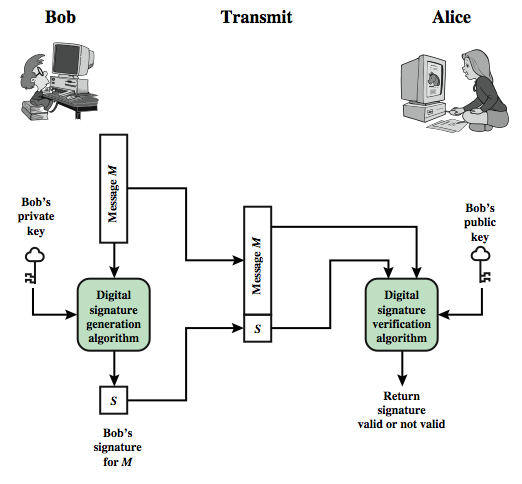 Bob
Transmit
Alice
Message M
Bob's
private
key
Message M
Bob's
public
key
Digital
signature
generation
algorithm
S
Digital
signature
verification
algorithm
S
Bob's
signature
for M
Return
signature
valid or not valid